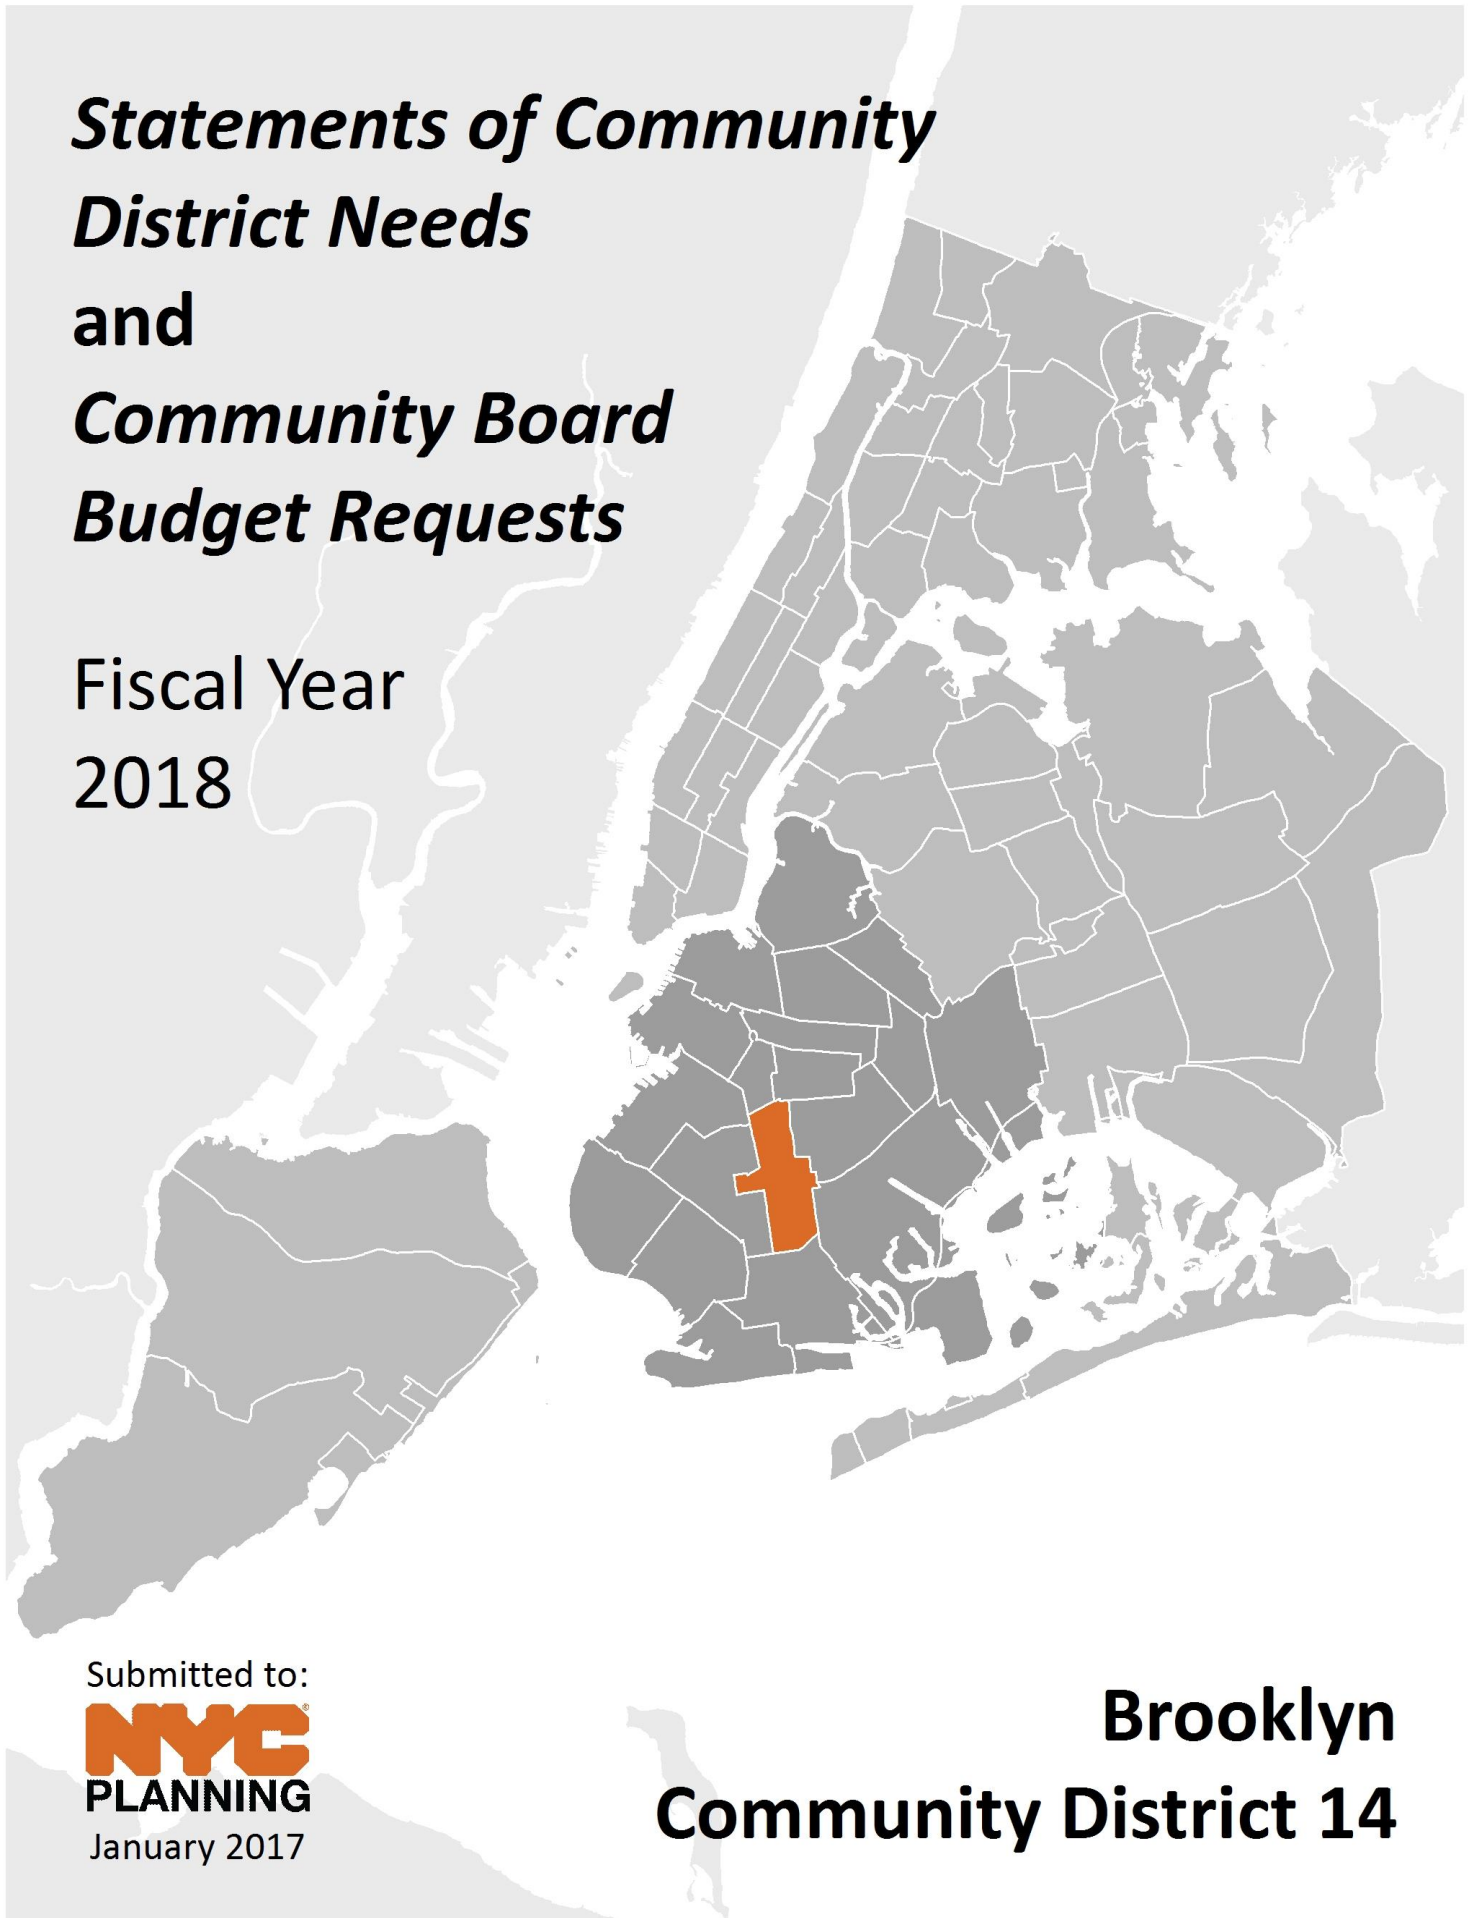 Statements of Community
District Needs
and
Community Board
Budget Requests
Fiscal Year
2018
Submitted to:
NYC®
PLANNING
January 2017
Brooklyn
Community District 14